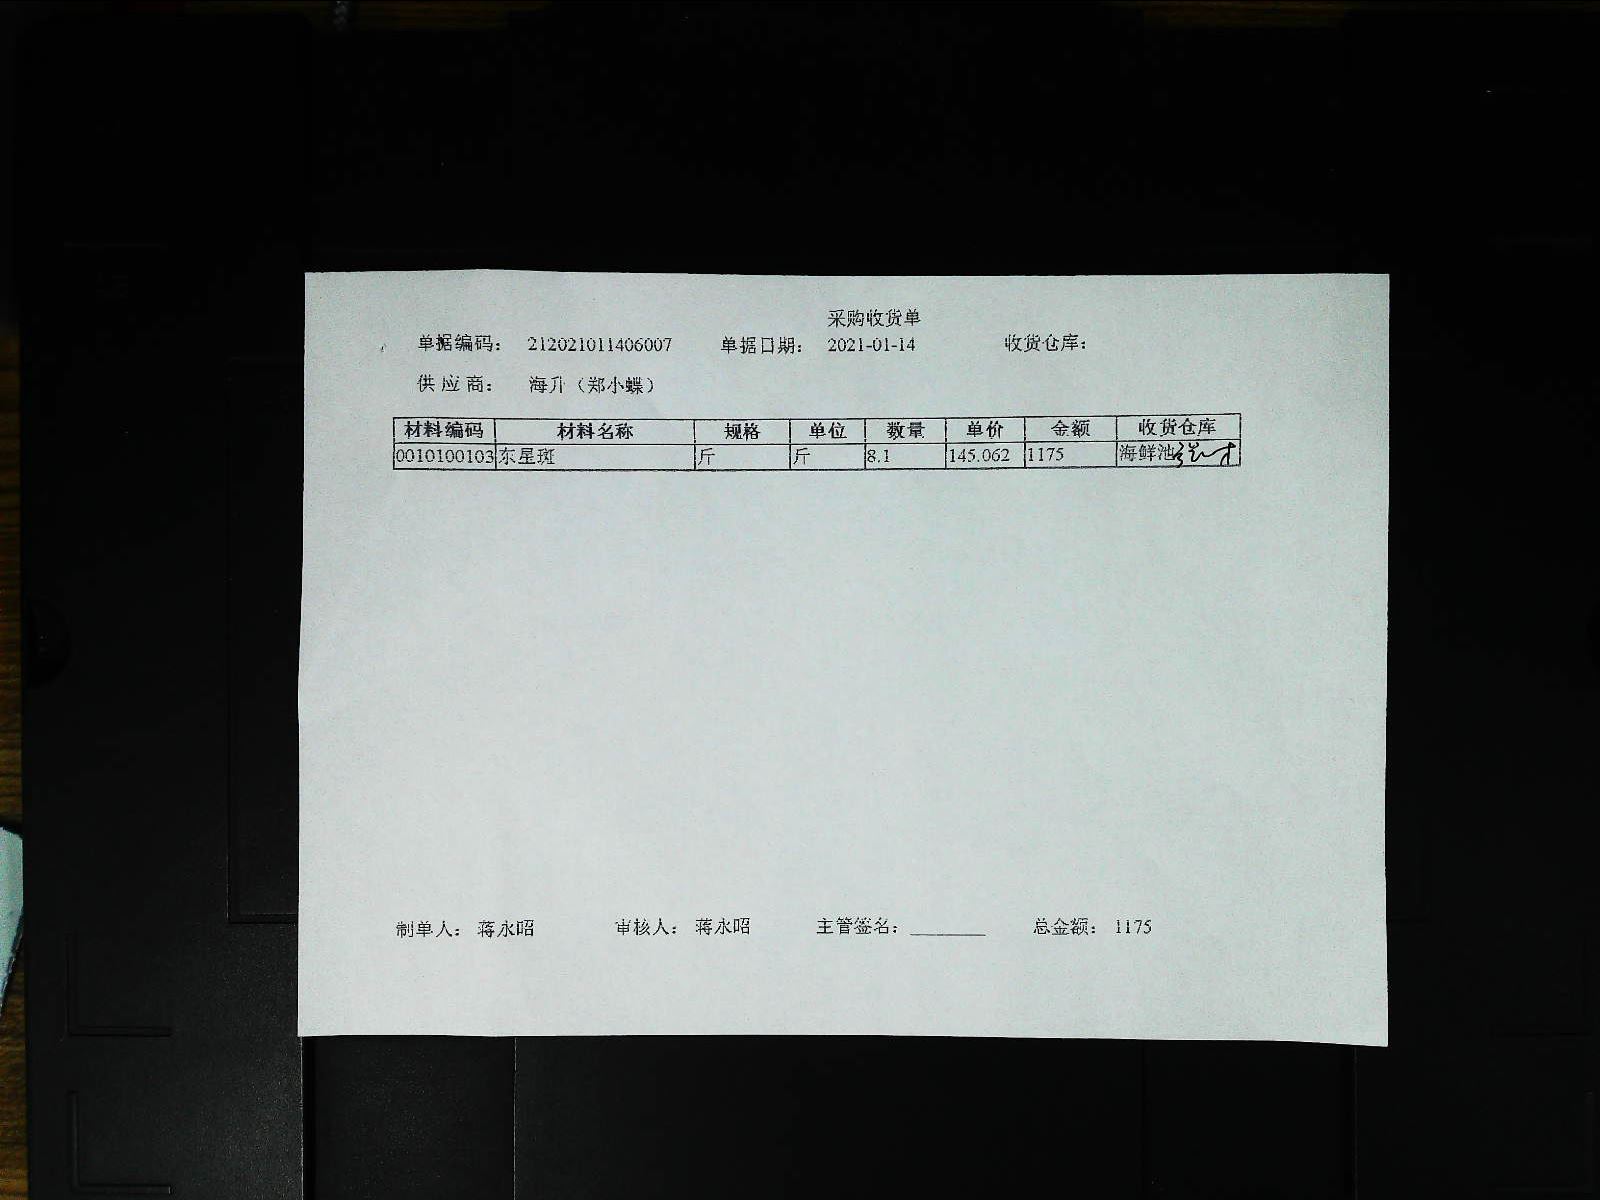 采购收货单
单据编码： 212021011406007 单据日期： 2021-01-14 收货仓库：
供 应 商： 海升（郑小蝶）
材料编码 材料名称 规格 单位 数量 单价 金额 收货仓库
0010100103 东星斑 斤 斤 8.1 145.062 1175 海鲜池
制单人： 蒋永昭 审核人： 蒋永昭 主管签名：________ 总金额： 1175